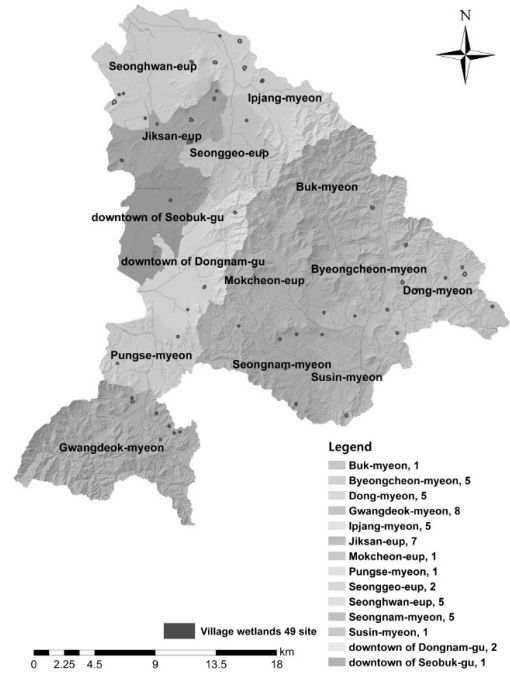 N
Seonghwan-eup
Ipjang-myeon
Jiksan-eup
Seonggeo-eup
Buk-myeon
downtown of Seobuk-gu
downtown of Dongnam-gu
Byeongcheon-myeon
Mokcheon-eup
Dong-myeon
Pungse-myeon
Seongnam-myeon
Susin-myeon
Gwangdeok-myeon
Legend
Buk-myeon, 1
Byeongcheon-myeon, 5
Dong-myeon, 5
Gwangdeok-myeon, 8
Ipjang-myeon, 5
Jiksan-eup, 7
Mokcheon-eup, 1
Pungse-myeon, 1
Seonggeo-eup, 2
Seonghwan-eup, 5
Seongnam-myeon, 5
Susin-myeon, 1
downtown of Dongnam-gu, 2
downtown of Seobuk-gu, 1
Village wetlands 49 site
km
0 2.25 4.5 9 13.5 18